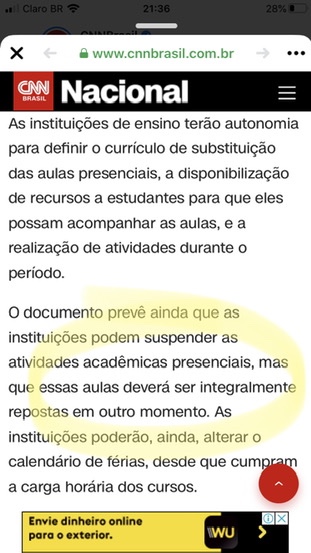 Claro BR 21:36 28%
CNNBrasil
www.cnnbrasil.com.br
CNN BRASIL Nacional
As instituições de ensino terão autonomia
para definir o currículo de substituição
das aulas presenciais, a disponibilização
de recursos a estudantes para que eles
possam acompanhar as aulas, e a
realização de atividades durante o
período.
O documento prevê ainda que as
instituições podem suspender as
atividades acadêmicas presenciais, mas
que essas aulas deverá ser integralmente
repostas em outro momento. As
instituições poderão, ainda, alterar o
calendário de férias, desde que cumpram
a carga horária dos cursos.
Envie dinheiro online
para o exterior.
WU